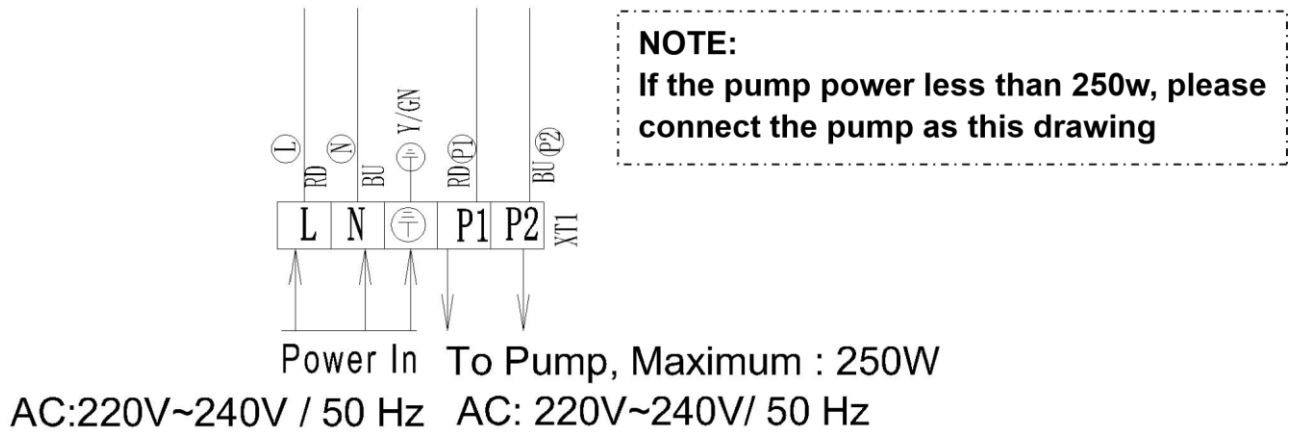 NOTE:
If the pump power less than 250w, please
connect the pump as this drawing
L RD N BU Y/GN RD P1 BU P2
L N P1 P2 XT1
Power In To Pump, Maximum : 250W
AC:220V~240V / 50 Hz AC: 220V~240V/ 50 Hz